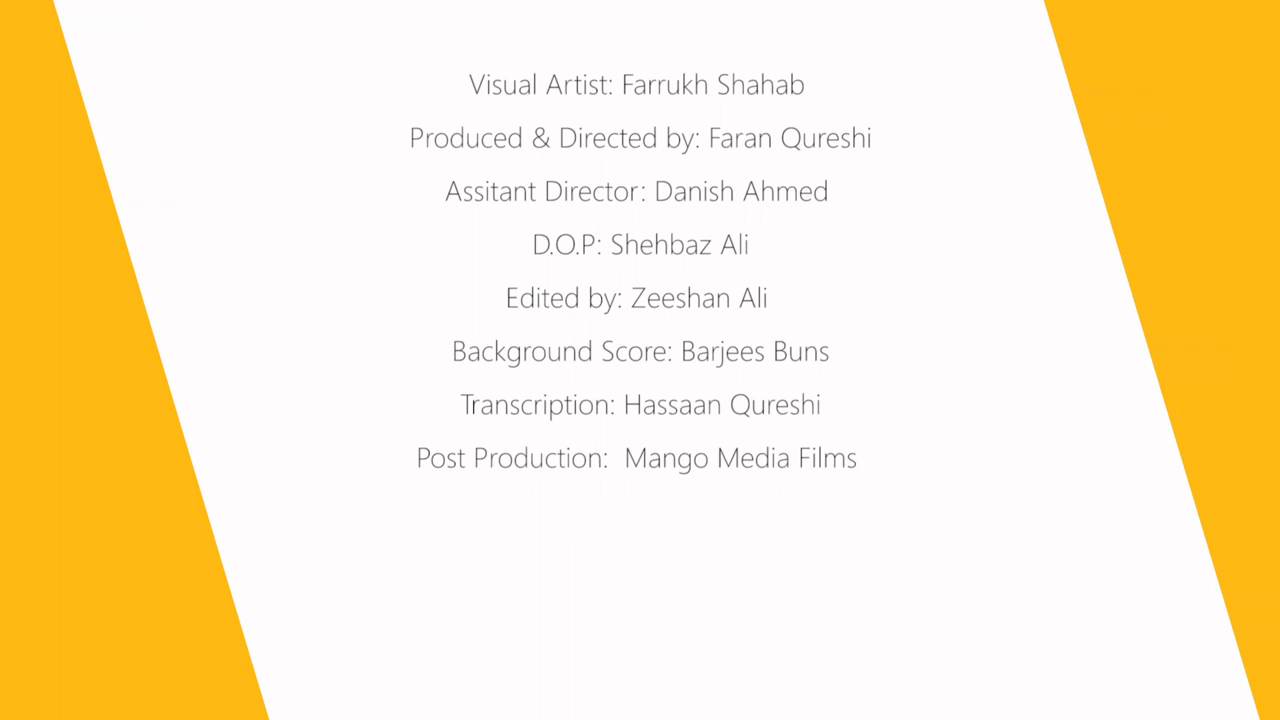 Visual Artist: Farrukh Shahab
Produced & Directed by: Faran Qureshi
Assitant Director: Danish Ahmed
D.O.P: Shehbaz Ali
Edited by: Zeeshan Ali
Background Score: Barjees Buns
Transcription: Hassaan Qureshi
Post Production:  Mango Media Films